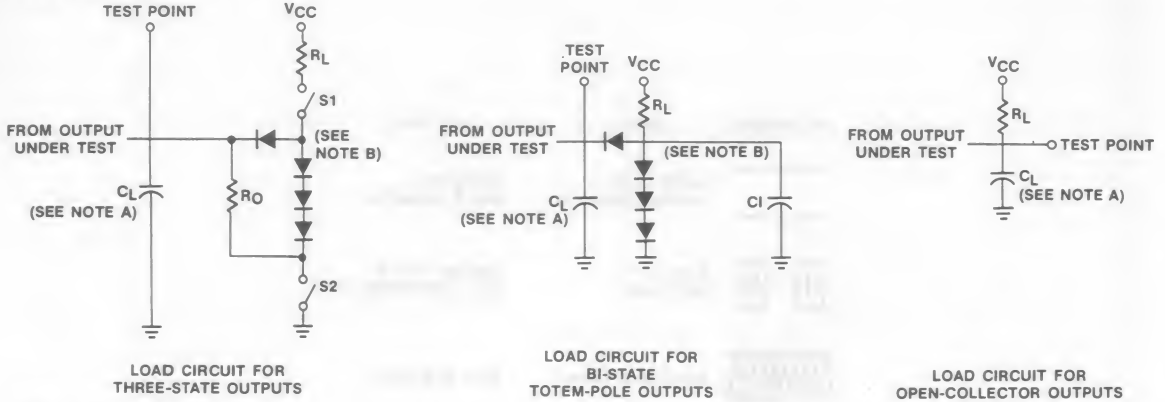 TEST POINT
VCC
RL
S1
FROM OUTPUT
UNDER TEST
(SEE
NOTE B)
CL
(SEE NOTE A)
RO
S2
LOAD CIRCUIT FOR
THREE-STATE OUTPUTS
TEST
POINT
VCC
RL
FROM OUTPUT
UNDER TEST
(SEE NOTE B)
CL
(SEE NOTE A)
CI
LOAD CIRCUIT FOR
BI-STATE
TOTEM-POLE OUTPUTS
VCC
RL
FROM OUTPUT
UNDER TEST
TEST POINT
CL
(SEE NOTE A)
LOAD CIRCUIT FOR
OPEN-COLLECTOR OUTPUTS